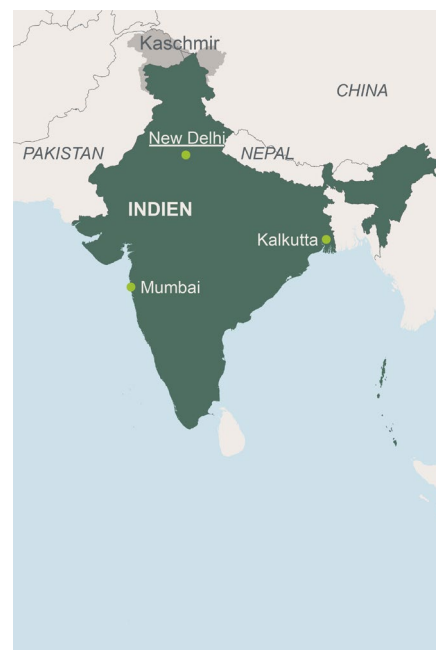 Kaschmir
CHINA
New Delhi
PAKISTAN
NEPAL
INDIEN
Kalkutta
Mumbai